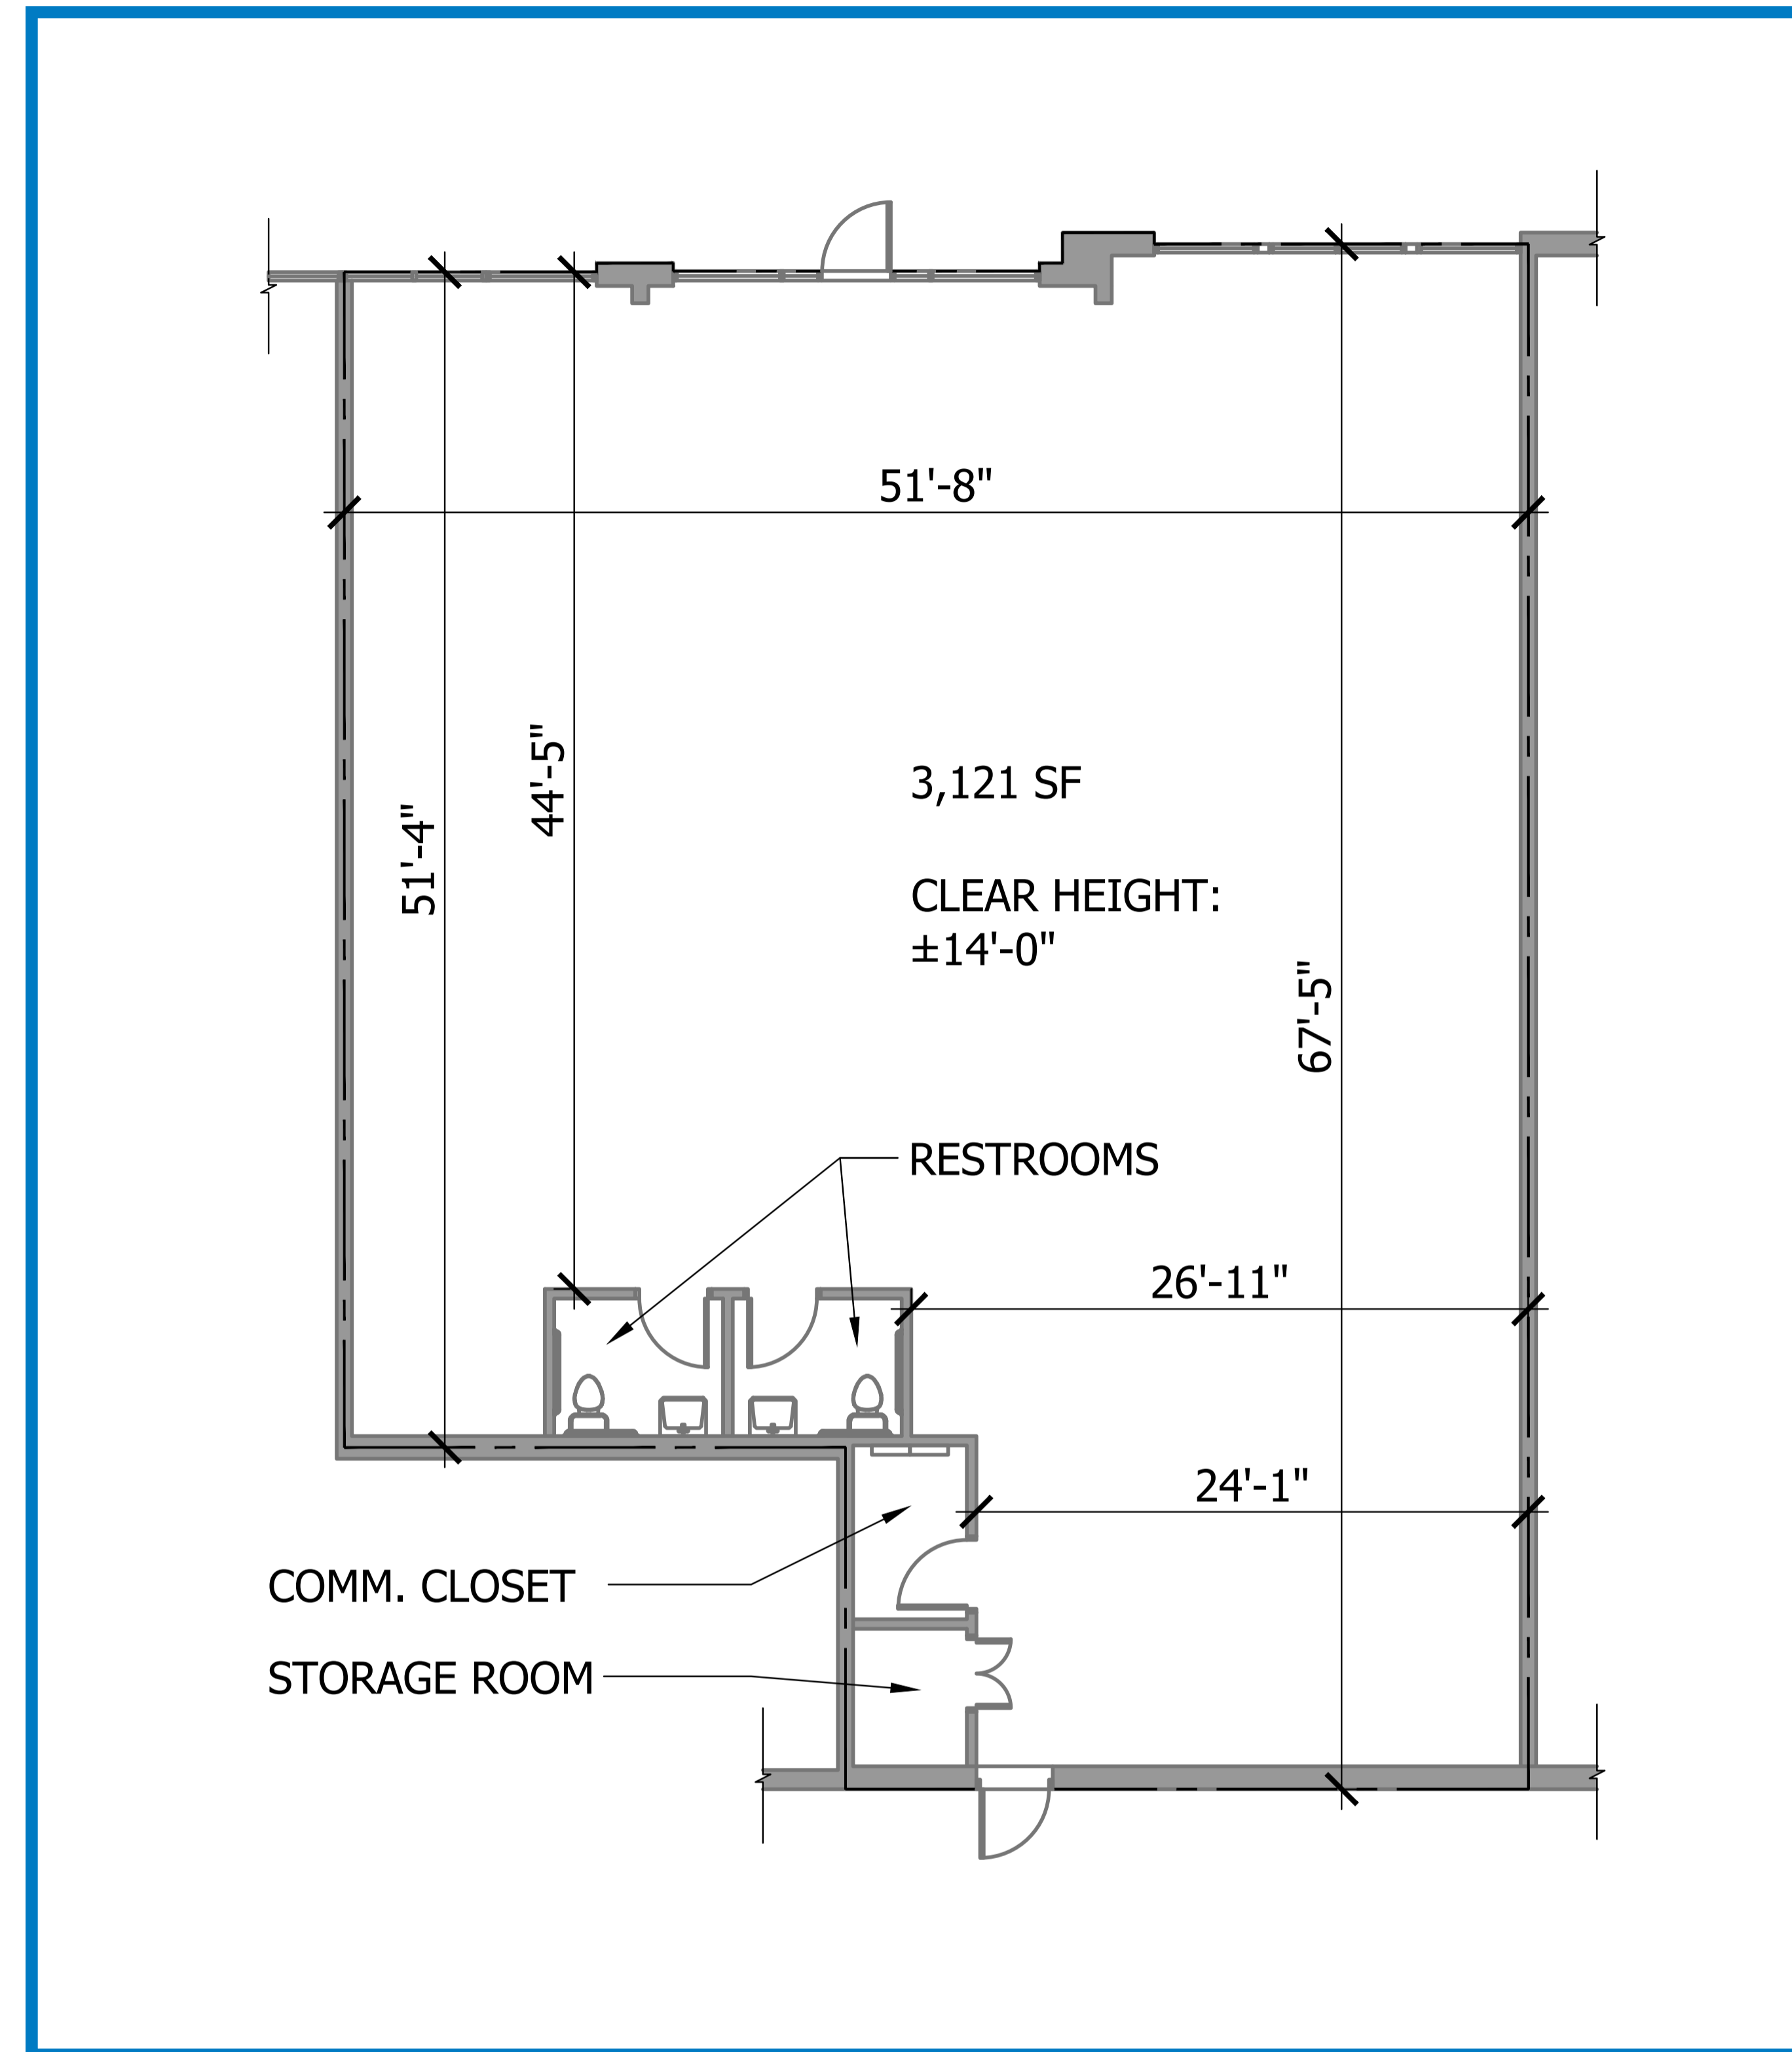 51'-8"
44'-5"
51'-4"
3,121 SF
CLEAR HEIGHT:
±14'-0"
67'-5"
RESTROOMS
26'-11"
24'-1"
COMM. CLOSET
STORAGE ROOM